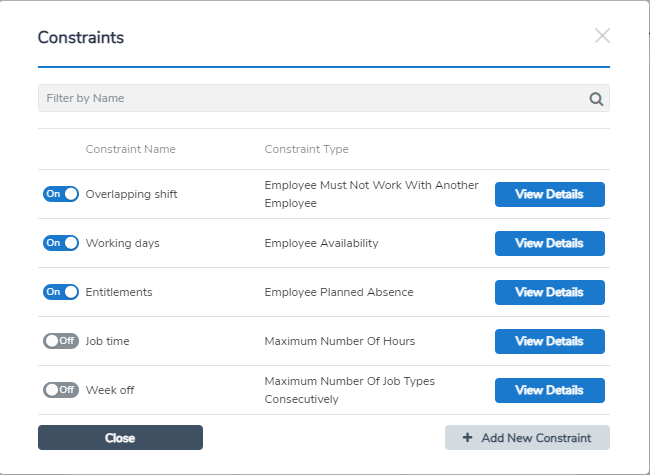 Constraints
Filter by Name
Constraint Name Constraint Type
On Overlapping shift Employee Must Not Work With Another Employee View Details
On Working days Employee Availability View Details
On Entitlements Employee Planned Absence View Details
Off Job time Maximum Number Of Hours View Details
Off Week off Maximum Number Of Job Types Consecutively View Details
Close + Add New Constraint